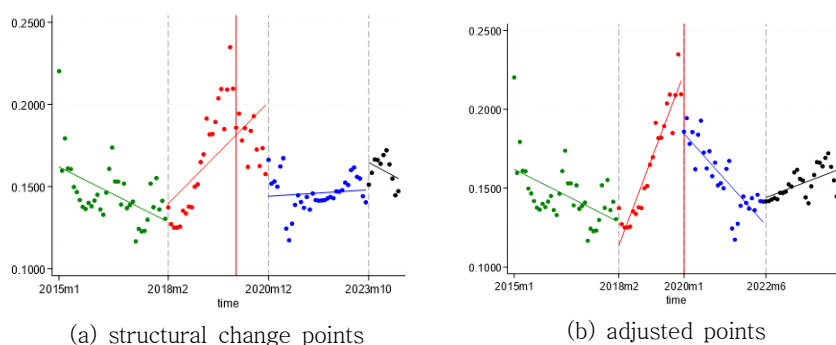 0.2500
0.2000
0.1500
0.1000
2015m1 2018m2 2020m12 2023m10
time
(a) structural change points
0.2500
0.2000
0.1500
0.1000
2015m1 2018m2 2020m1 2022m6
time
(b) adjusted points